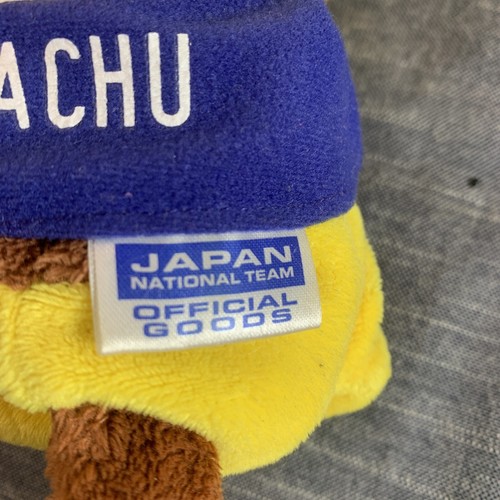 ACHU
JAPAN
NATIONAL TEAM
OFFICIAL
GOODS